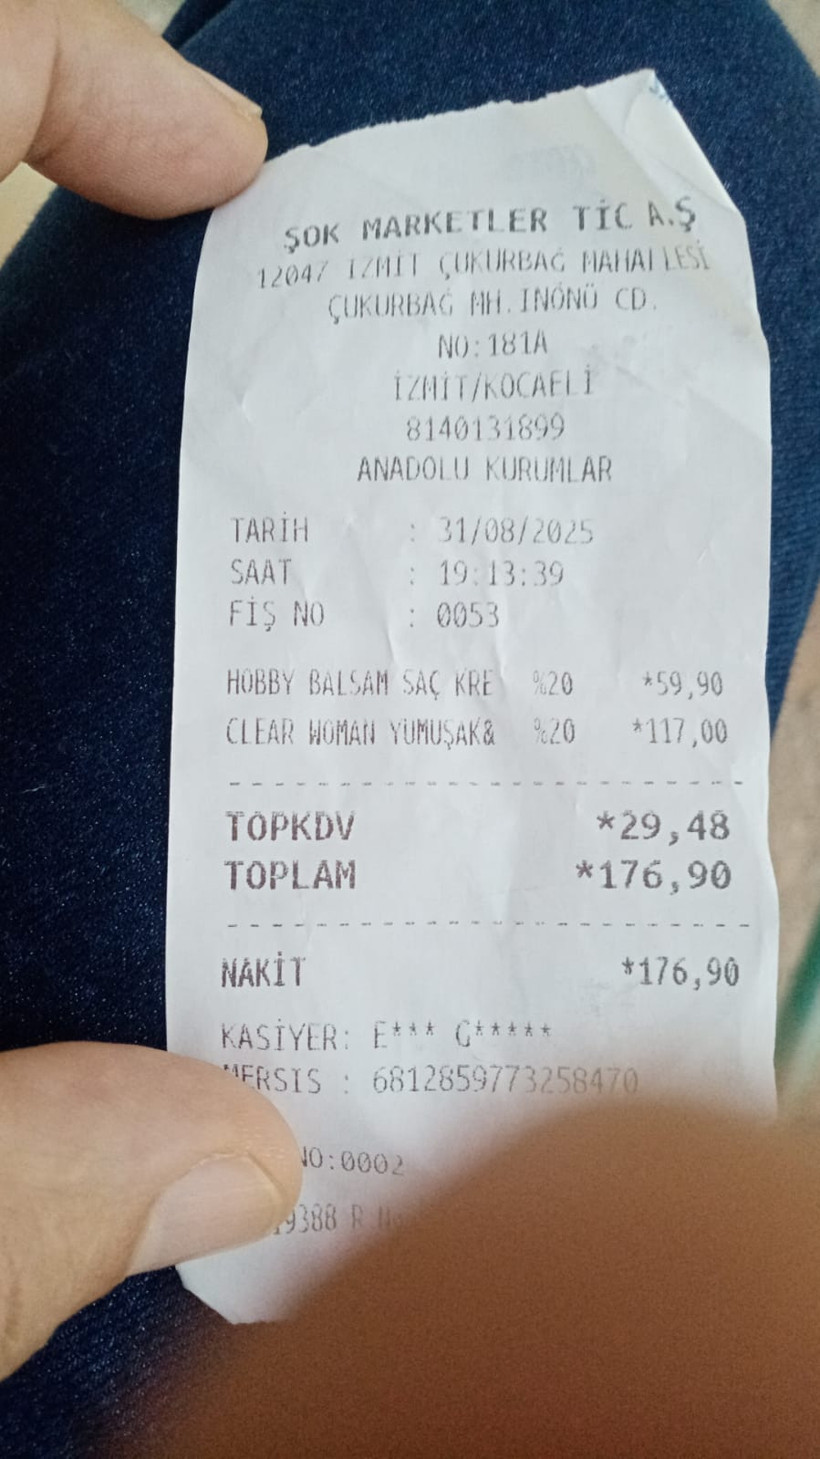 ŞOK MARKETLER TİC A.Ş
12047 İZMİT ÇUKURBAĞ MAHALLESİ
ÇUKURBAĞ MH.INÖNÜ CD.
NO:181A
İZMİT/KOCAELİ
8140131899
ANADOLU KURUMLAR
TARİH : 31/08/2025
SAAT : 19:13:39
FİŞ NO : 0053
HOBBY BALSAM SAÇ KRE %20 *59,90
CLEAR WOMAN YUMUŞAK& %20 *117,00
TOPKDV *29,48
TOPLAM *176,90
NAKİT *176,90
KASİYER: E*** G*****
MERSIS : 6812859773258470
NO:0002
9388 R